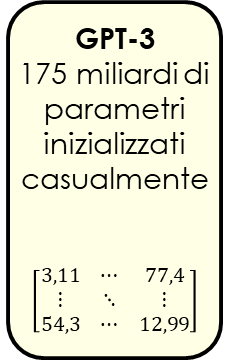 GPT-3
175 miliardi di
parametri
inizializzati
casualmente
3,11 ⋯ 77,4
⋮ ⋱ ⋮
54,3 ⋯ 12,99